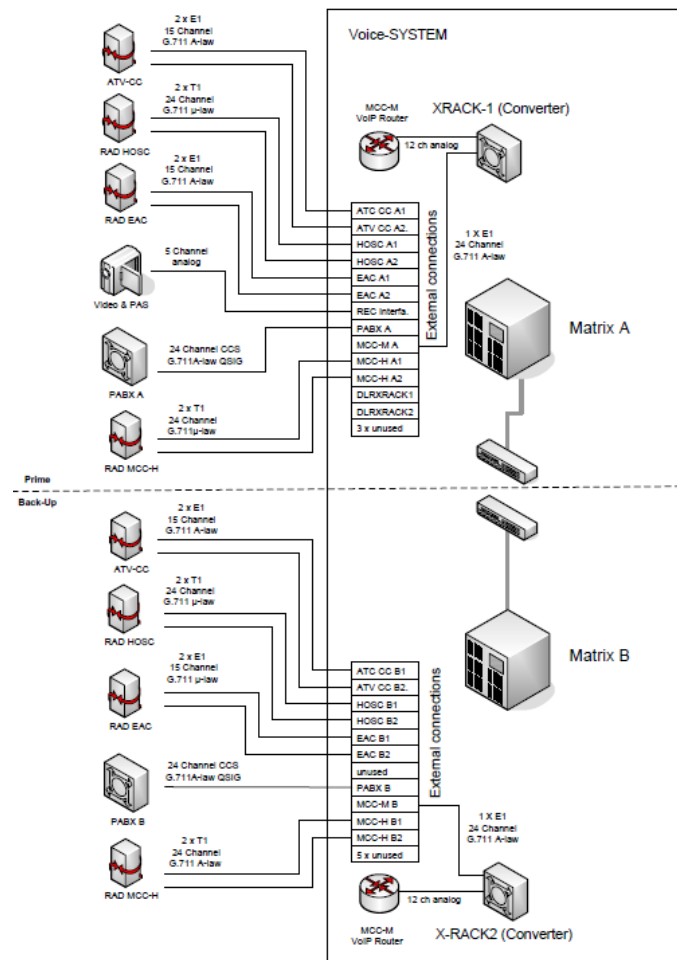 2 x E1
15 Channel
G.711 A-law
ATV-CC
Voice-SYSTEM
2 x T1
24 Channel
G.711 µ-law
RAD HOSC
MCC-M
VoIP Router
XRACK-1 (Converter)
12 ch analog
2 x E1
15 Channel
G.711 A-law
RAD EAC
5 Channel
analog
Video & PAS
24 Channel CCS
G.711A-law QSIG
PABX A
2 x T1
24 Channel
G.711µ-law
RAD MCC-H
ATC CC A1
ATV CC A2.
HOSC A1
HOSC A2
EAC A1
EAC A2
REC Interfa.
PABX A
MCC-M A
MCC-H A1
MCC-H A2
DLRXRACK1
DLRXRACK2
3 x unused
External connections
1 X E1
24 Channel
G.711 A-law
Matrix A
Prime
Back-Up
2 x E1
15 Channel
G.711 A-law
ATV-CC
2 x T1
24 Channel
G.711 µ-law
RAD HOSC
2 x E1
15 Channel
G.711 µ-law
RAD EAC
24 Channel CCS
G.711A-law QSIG
PABX B
2 x T1
24 Channel
G.711 A-law
RAD MCC-H
ATC CC B1
ATV CC B2.
HOSC B1
HOSC B2
EAC B1
EAC B2
unused
PABX B
MCC-M B
MCC-H B1
MCC-H B2
5 x unused
External connections
Matrix B
1 X E1
24 Channel
G.711 A-law
12 ch analog
MCC-M
VoIP Router
X-RACK2 (Converter)